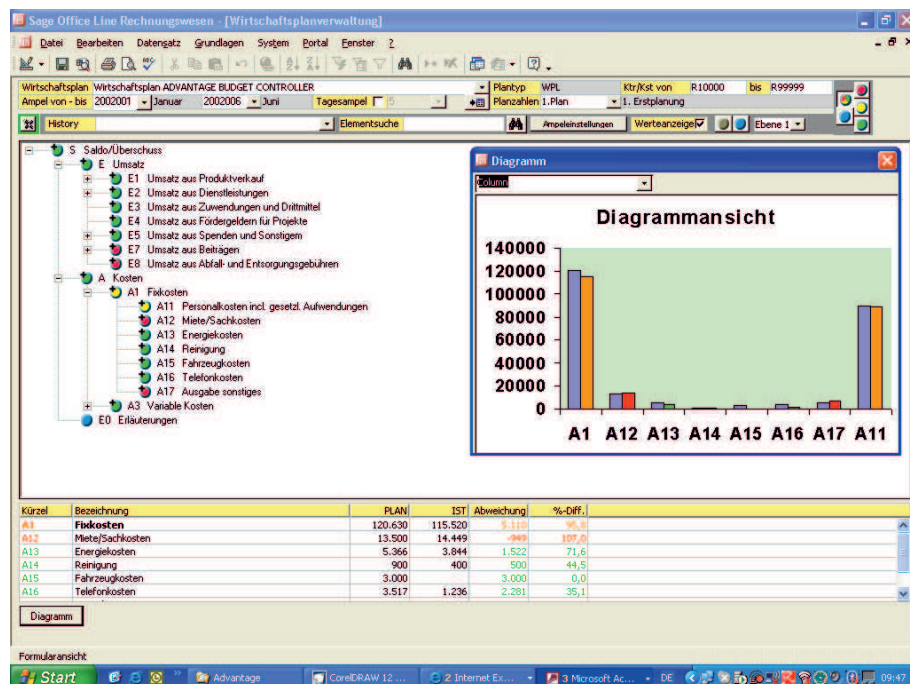 Sage Office Line Rechnungswesen - [Wirtschaftsplanverwaltung]
Datei Bearbeiten Datensatz Grundlagen System Portal Fenster ?
Wirtschaftsplan Wirtschaftsplan ADVANTAGE BUDGET CONTROLLER Plantyp WPL Ktr/Kst von R10000 bis R99999
Ampel von - bis 2002001 Januar 2002006 Juni Tagesampel 5 Planzahlen 1.Plan 1. Erstplanung
History Elementsuche Ampeleinstellungen Werteanzeige Ebene 1
S Saldo/Überschuss
E Umsatz
E1 Umsatz aus Produktverkauf
E2 Umsatz aus Dienstleistungen
E3 Umsatz aus Zuwendungen und Drittmittel
E4 Umsatz aus Fördergeldern für Projekte
E5 Umsatz aus Spenden und Sonstigem
E7 Umsatz aus Beiträgen
E8 Umsatz aus Abfall- und Entsorgungsgebühren
A Kosten
A1 Fixkosten
A11 Personalkosten incl. gesetzl. Aufwendungen
A12 Miete/Sachkosten
A13 Energiekosten
A14 Reinigung
A15 Fahrzeugkosten
A16 Telefonkosten
A17 Ausgabe sonstiges
A3 Variable Kosten
E0 Erläuterungen
Diagramm
Column
Diagrammansicht
140000
120000
100000
80000
60000
40000
20000
0
A1 A12 A13 A14 A15 A16 A17 A11
Kürzel Bezeichnung PLAN IST Abweichung %-Diff.
A1 Fixkosten 120.630 115.520 5.110 95,8
A12 Miete/Sachkosten 13.500 14.449 -949 107,0
A13 Energiekosten 5.366 3.844 1.522 71,6
A14 Reinigung 900 400 500 44,5
A15 Fahrzeugkosten 3.000 3.000 0,0
A16 Telefonkosten 3.517 1.236 2.281 35,1
Diagramm
Formularansicht
Start Advantage CorelDRAW 12 ... 2 Internet Ex... 3 Microsoft Ac... DE 09:47